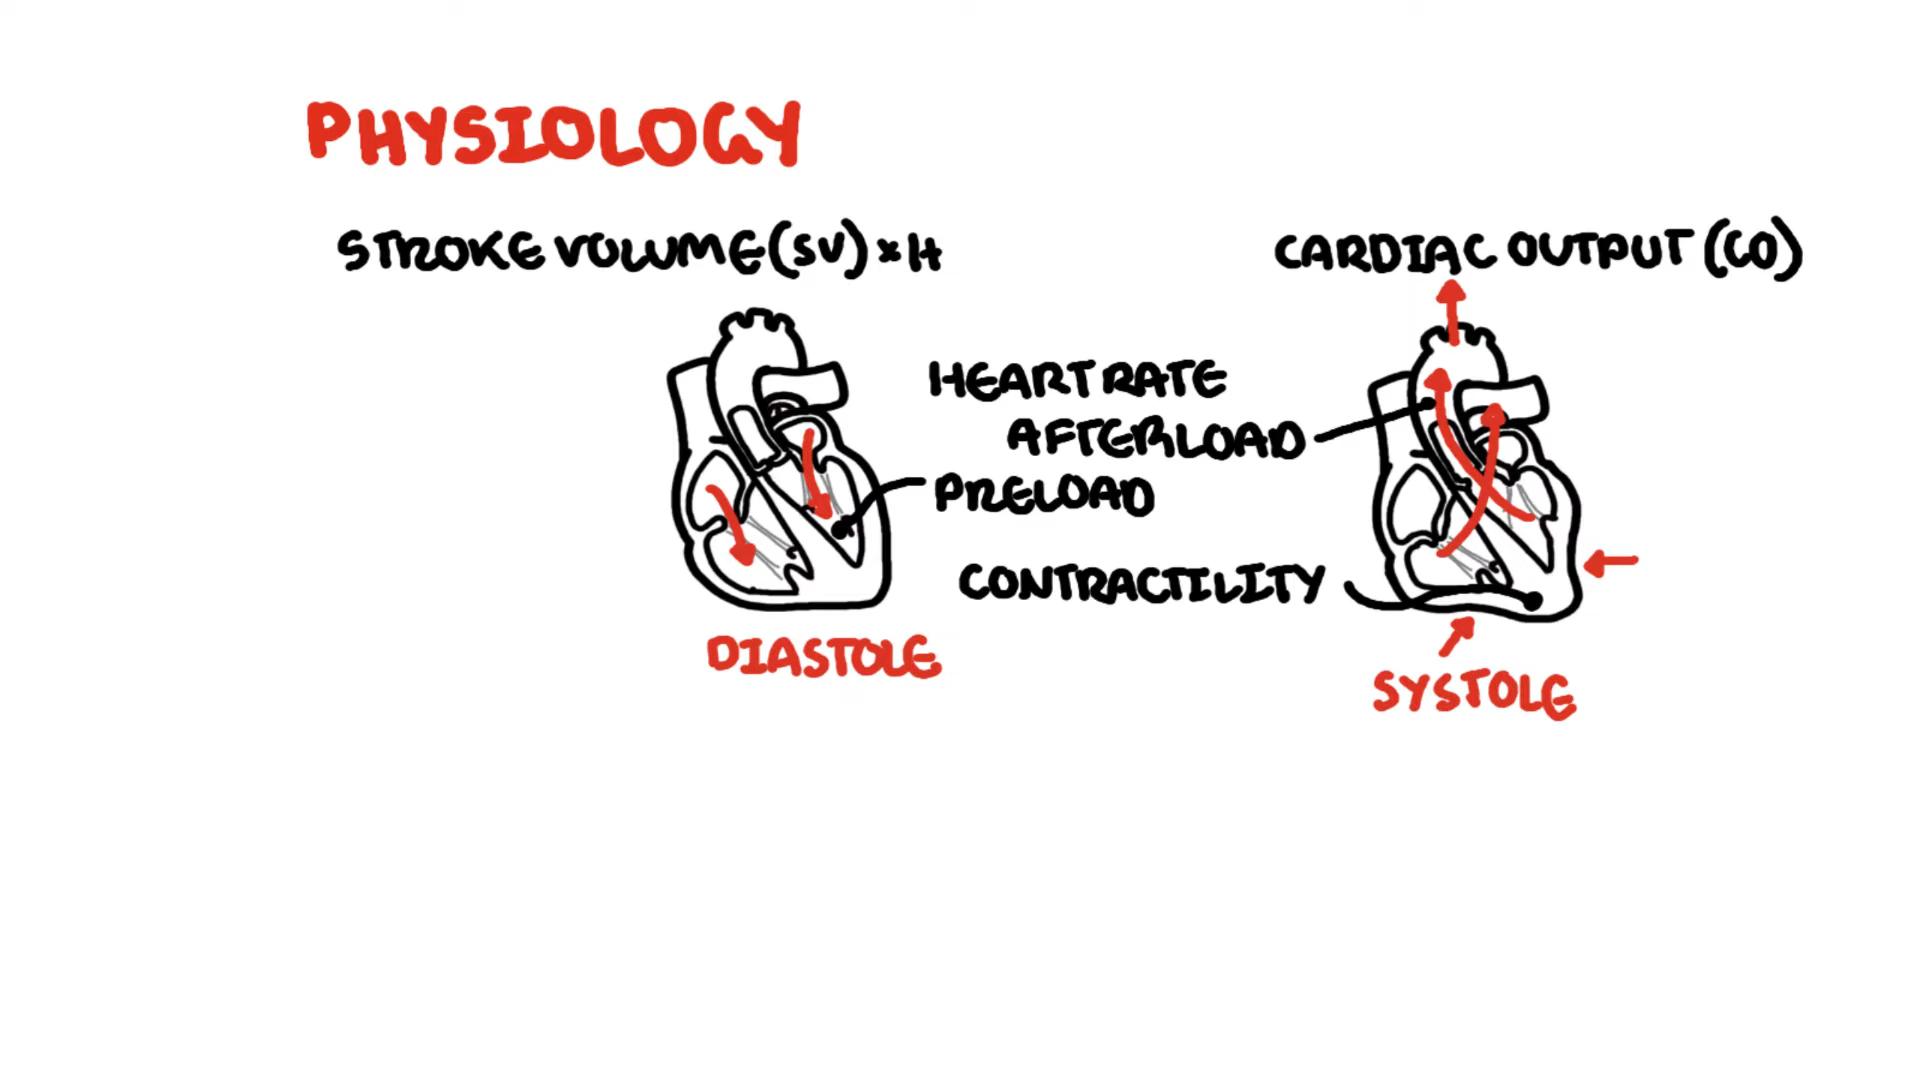 PHYSIOLOGY
STROKE VOLUME (SV) × H
CARDIAC OUTPUT (CO)
HEART RATE
AFTERLOAD
PRELOAD
CONTRACTILITY
DIASTOLE
SYSTOLE